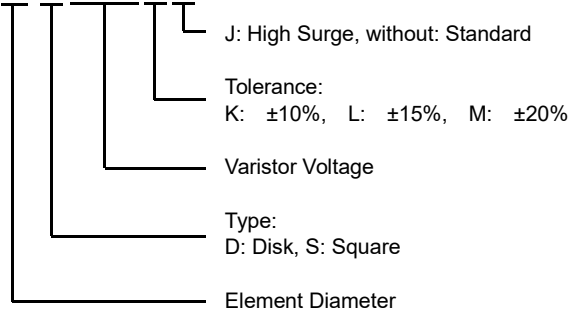 J: High Surge, without: Standard
Tolerance:
K: ±10%, L: ±15%, M: ±20%
Varistor Voltage
Type:
D: Disk, S: Square
Element Diameter